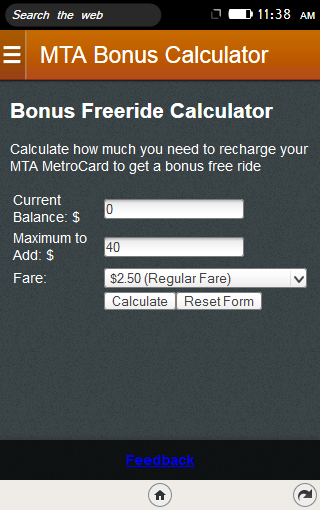 Search the web
11:38 AM
MTA Bonus Calculator
Bonus Freeride Calculator
Calculate how much you need to recharge your
MTA MetroCard to get a bonus free ride
Current
Balance: $
0
Maximum to
Add: $
40
Fare:
$2.50 (Regular Fare)
Calculate Reset Form
Feedback